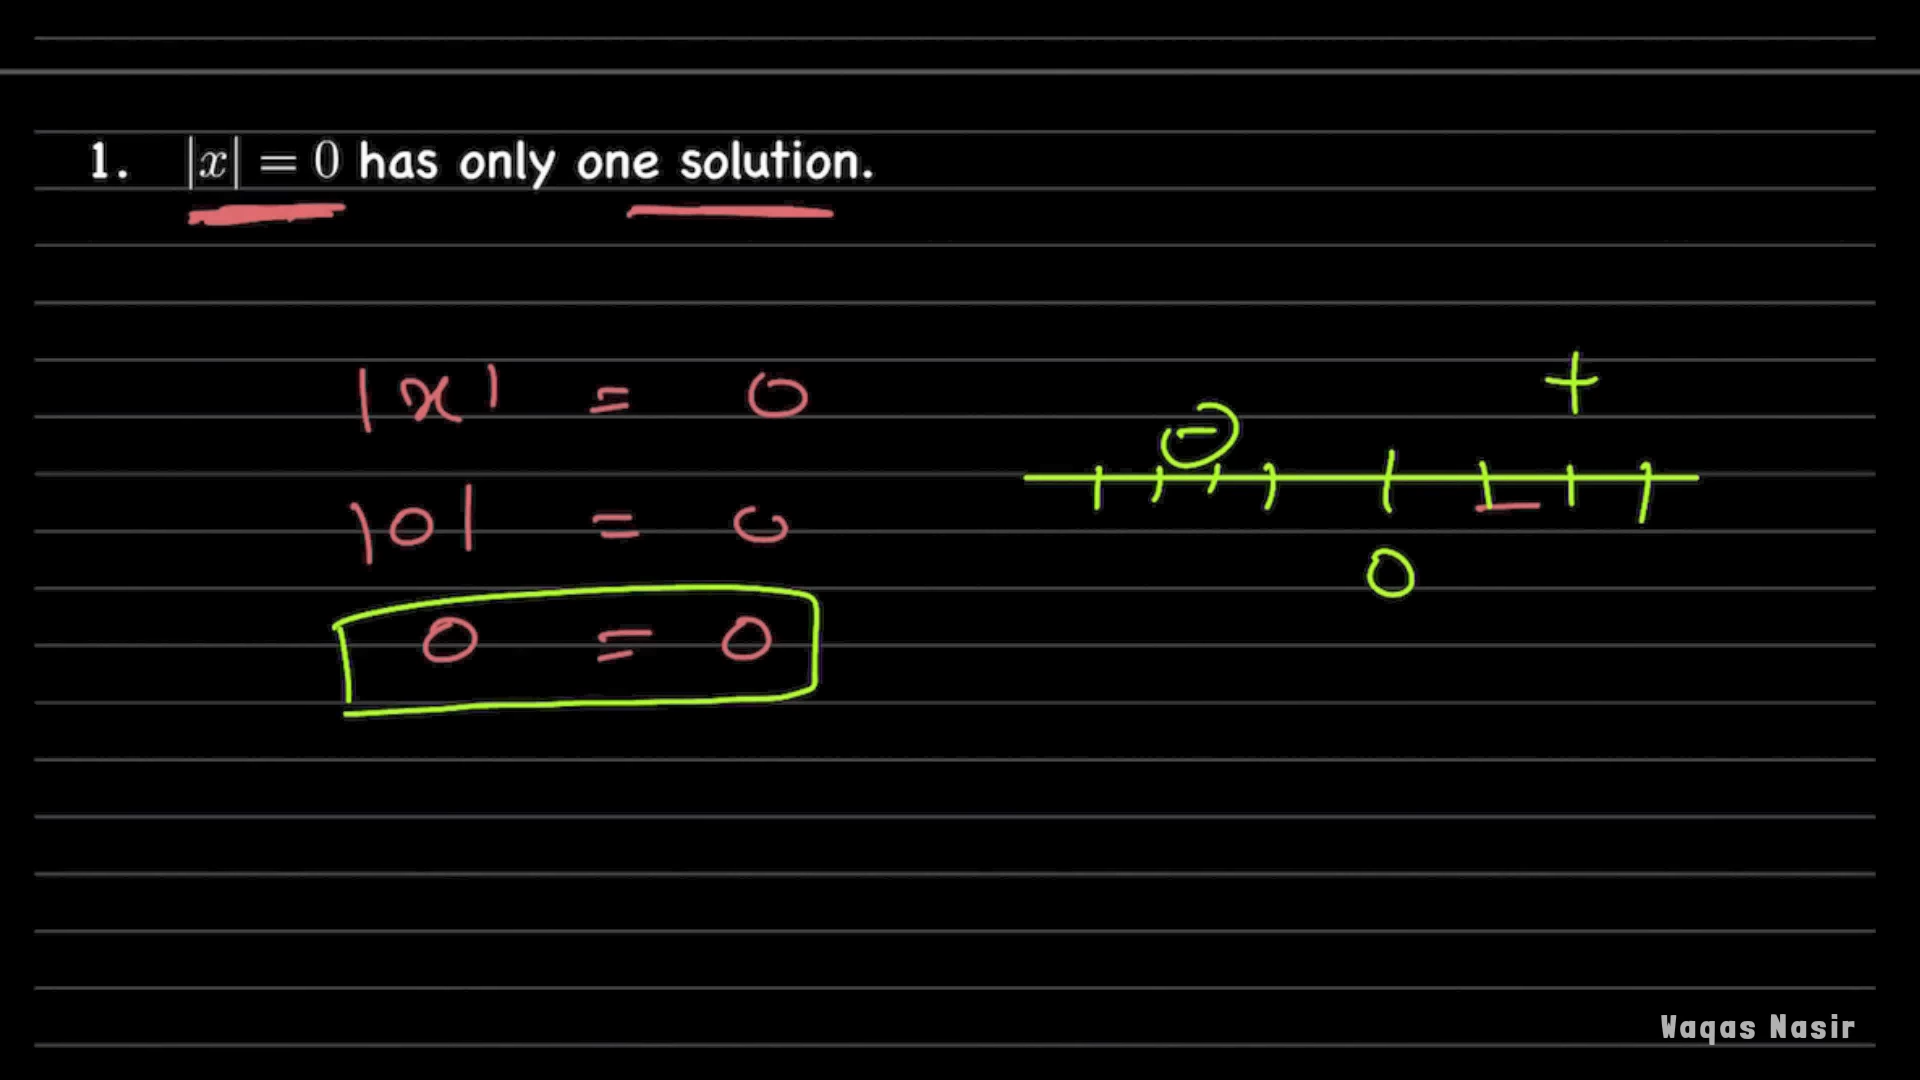 1. |x| = 0 has only one solution.
|x| = 0
|0| = 0
0 = 0
+
−
0
Waqas Nasir